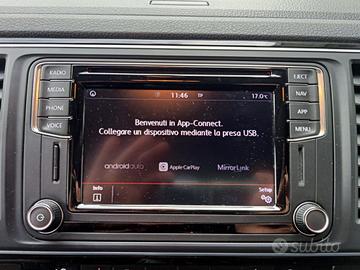 RADIO
MEDIA
PHONE
VOICE
EJECT
NAV
APP
MENU
11:46
TP
17.0°C
Benvenuti in App-Connect.
Collegare un dispositivo mediante la presa USB.
androidauto
Apple CarPlay
MirrorLink
Info
Setup
subito